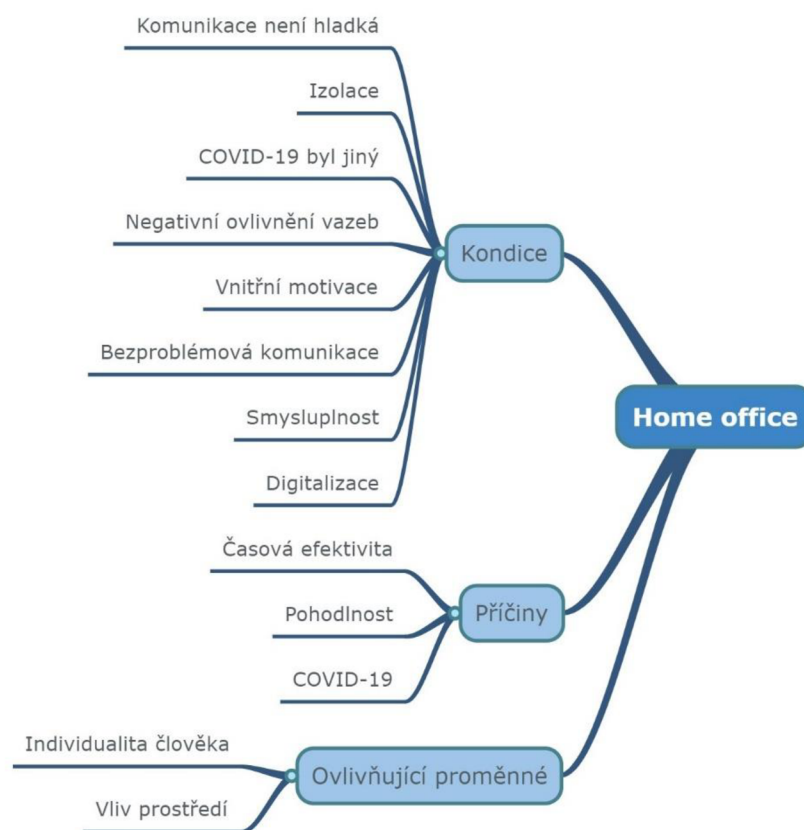 Komunikace není hladká
Izolace
COVID-19 byl jiný
Negativní ovlivnění vazeb
Vnitřní motivace
Bezproblémová komunikace
Smysluplnost
Digitalizace
Kondice
Home office
Časová efektivita
Pohodlnost
COVID-19
Příčiny
Individualita člověka
Vliv prostředí
Ovlivňující proměnné